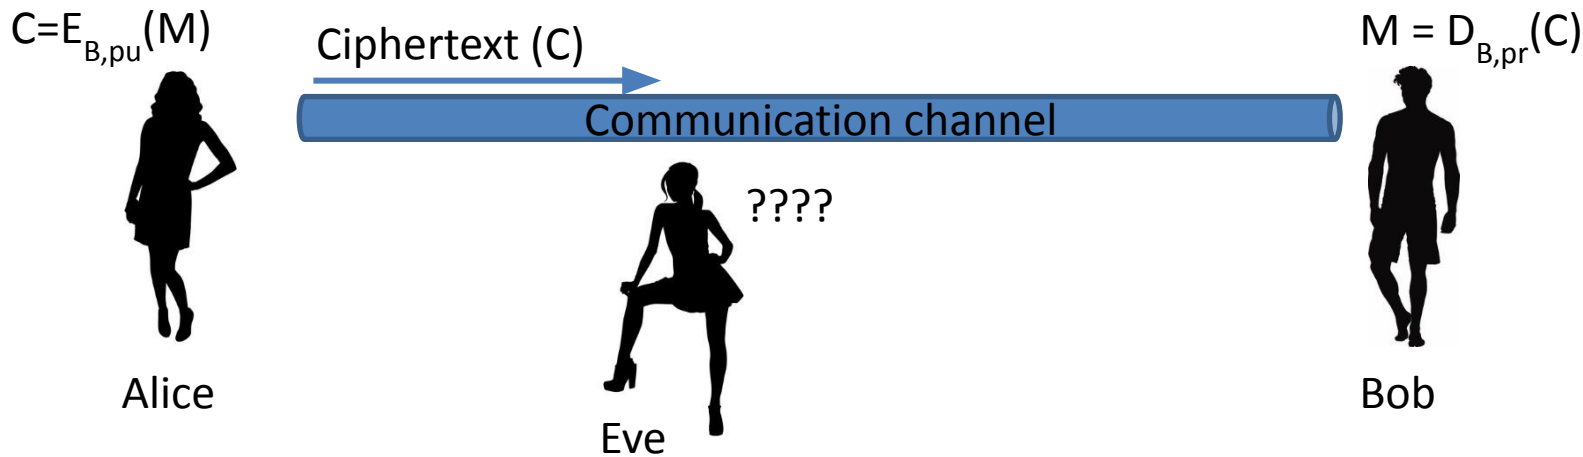 C=E_B,pu(M)
Ciphertext (C)
M = D_B,pr(C)
Communication channel
????
Alice
Eve
Bob